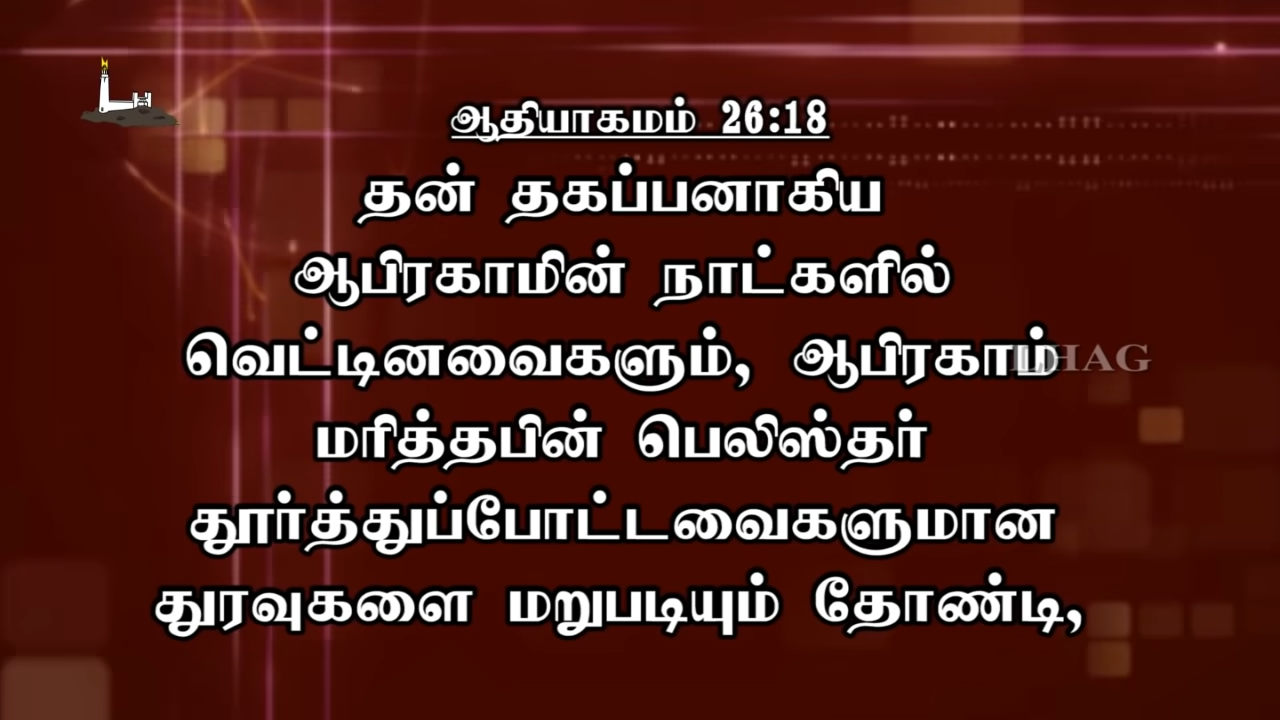 ஆதியாகமம் 26:18
தன் தகப்பனாகிய
ஆபிரகாமின் நாட்களில்
வெட்டினவைகளும், ஆபிரகாம்
LHAG
மரித்தபின் பெலிஸ்தர்
தூர்த்துப்போட்டவைகளுமான
துரவுகளை மறுபடியும் தோண்டி,